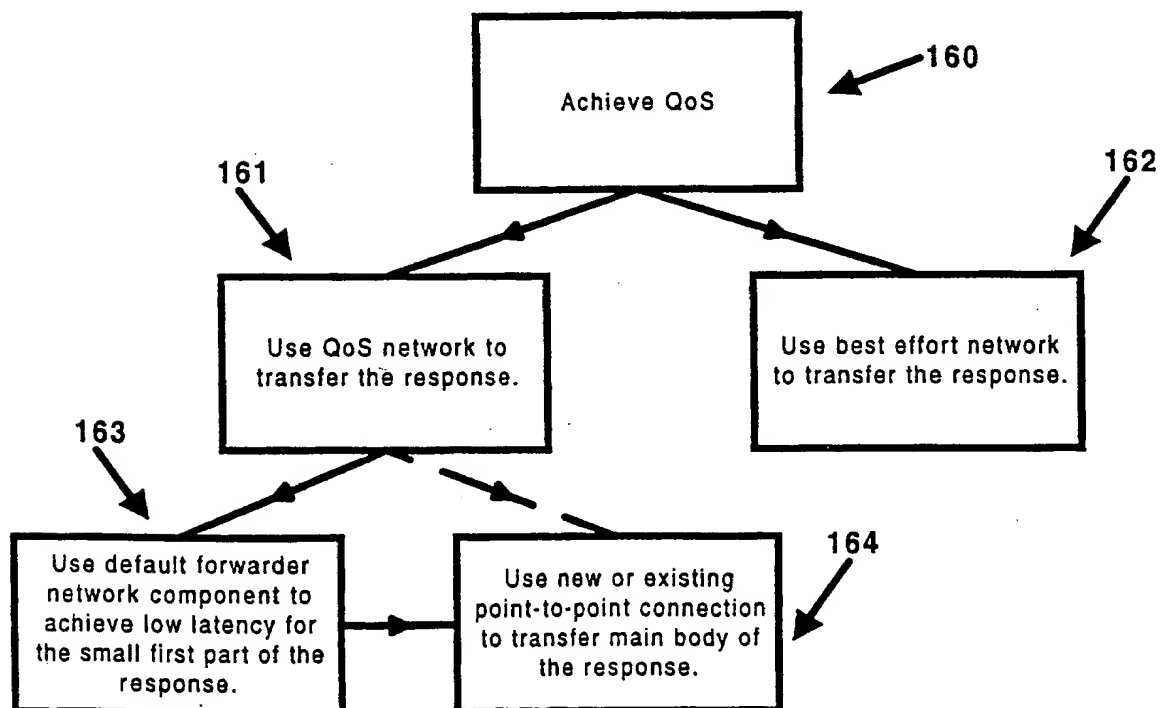 160
Achieve QoS
161
162
Use QoS network to
transfer the response.
Use best effort network
to transfer the response.
163
164
Use default forwarder
network component to
achieve low latency for
the small first part of the
response.
Use new or existing
point-to-point connection
to transfer main body of
the response.